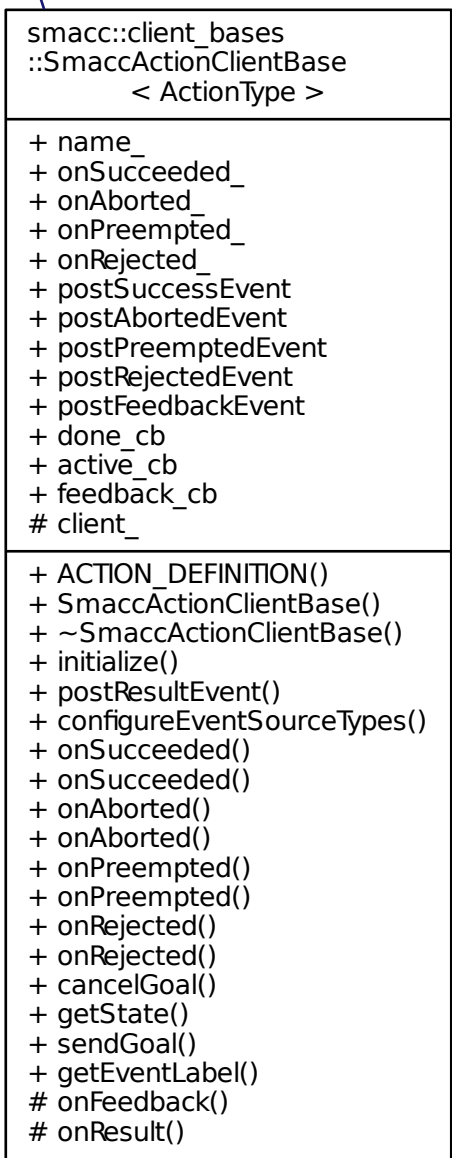 smacc::client_bases
::SmaccActionClientBase
< ActionType >
+ name_
+ onSucceeded_
+ onAborted_
+ onPreempted_
+ onRejected_
+ postSuccessEvent
+ postAbortedEvent
+ postPreemptedEvent
+ postRejectedEvent
+ postFeedbackEvent
+ done_cb
+ active_cb
+ feedback_cb
# client_
+ ACTION_DEFINITION()
+ SmaccActionClientBase()
+ ~SmaccActionClientBase()
+ initialize()
+ postResultEvent()
+ configureEventSourceTypes()
+ onSucceeded()
+ onSucceeded()
+ onAborted()
+ onAborted()
+ onPreempted()
+ onPreempted()
+ onRejected()
+ onRejected()
+ cancelGoal()
+ getState()
+ sendGoal()
+ getEventLabel()
# onFeedback()
# onResult()